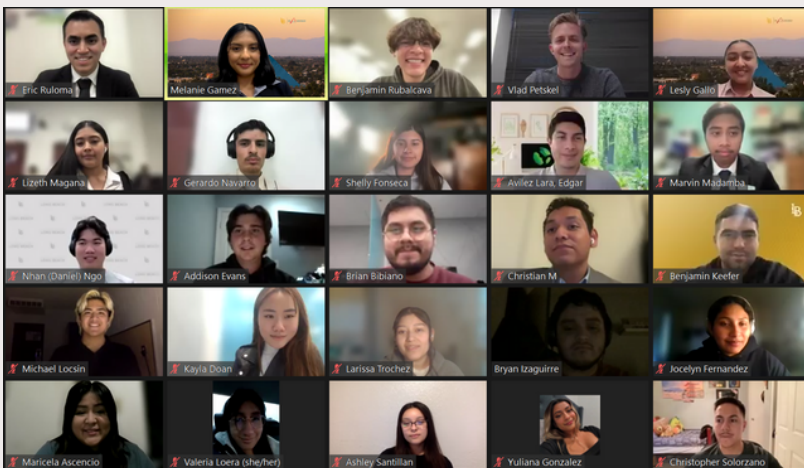 Eric Ruloma
Melanie Gamez
Benjamin Rubalcava
Vlad Petskel
Lesly Gallo
Lizeth Magana
Gerardo Navarro
Shelly Fonseca
Avilez Lara, Edgar
Marvin Madamba
Nhan (Daniel) Ngo
Addison Evans
Brian Bibiano
Christian M
Benjamin Keefer
Michael Locsin
Kayla Doan
Larissa Trochez
Bryan Izaguirre
Jocelyn Fernandez
Maricela Ascencio
Valeria Loera (she/her)
Ashley Santillan
Yuliana Gonzalez
Christopher Solorzano